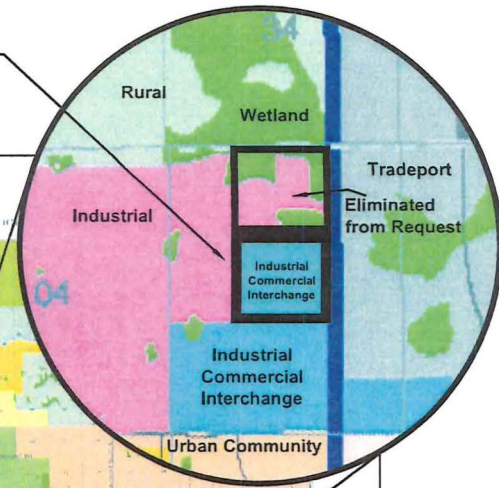 34
Rural
Wetland
Tradeport
Eliminated
from Request
Industrial
Industrial
Commercial
Interchange
04
Industrial
Commercial
Interchange
Urban Community